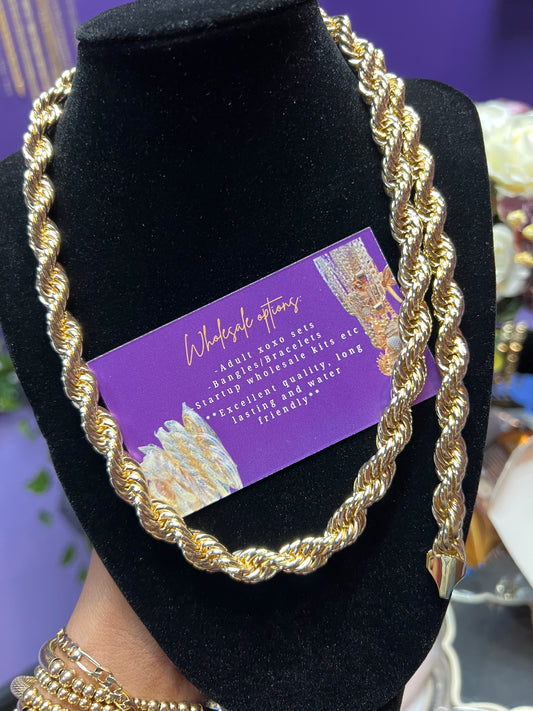 Wholesale options:
-Adult xoxo sets
-Bangles/Bracelets
Startup wholesale kits etc
**Excellent quality, long
lasting and water
friendly**